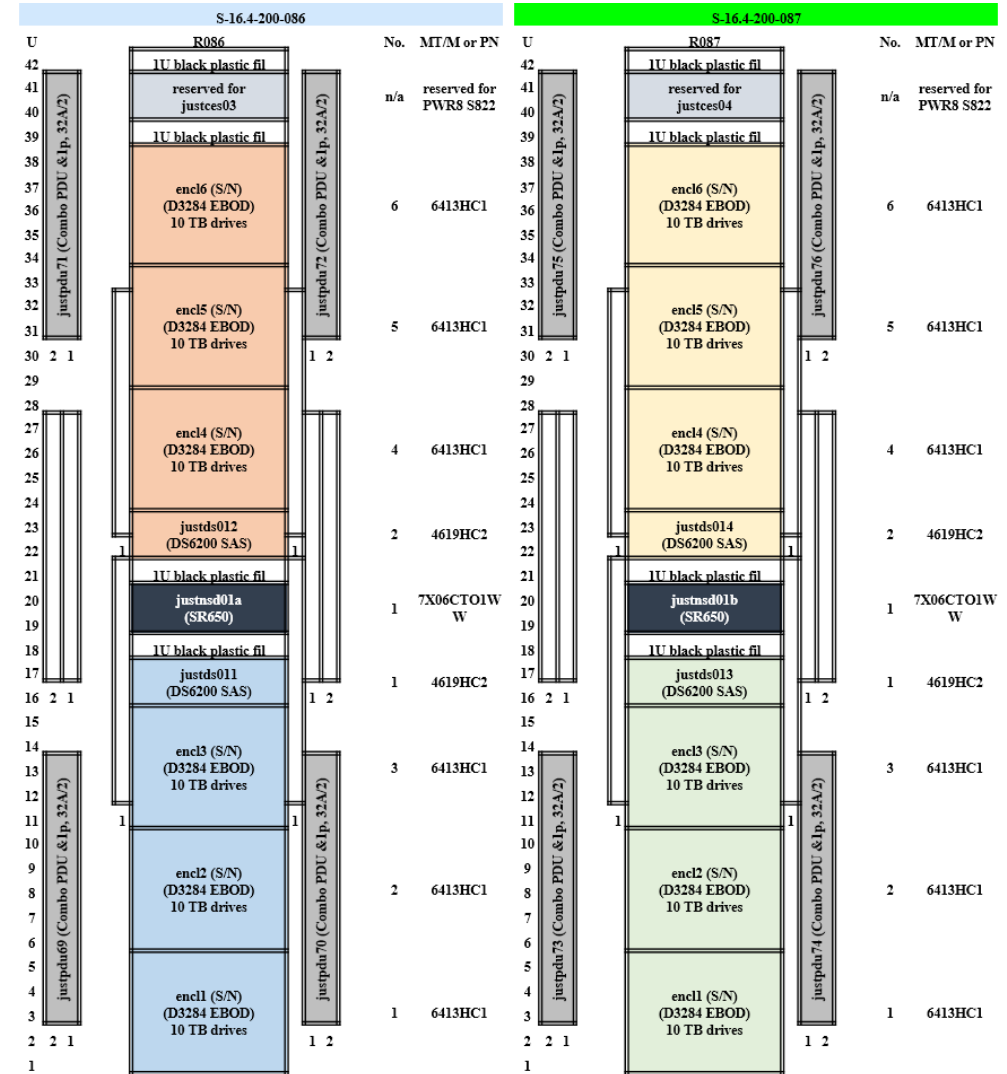 S-16.4-200-086
U R086 No. MT/M or PN
42 1U black plastic fil
41 reserved for justces03 n/a reserved for PWR8 S822
40
39 1U black plastic fil
38
37 encl6 (S/N)
36 (D3284 EBOD) 6 6413HC1
35 10 TB drives
34
33
32 encl5 (S/N)
31 (D3284 EBOD) 5 6413HC1
10 TB drives
30 2 1 1 2
29
28
27 encl4 (S/N)
26 (D3284 EBOD) 4 6413HC1
25 10 TB drives
24
23 justds012 2 4619HC2
22 1 (DS6200 SAS) 1
21 1U black plastic fil
20 justnsd01a 1 7X06CTO1W
19 (SR650) W
18 1U black plastic fil
17 justds011 1 4619HC2
16 2 1 (DS6200 SAS) 1 2
15
14 encl3 (S/N)
13 (D3284 EBOD) 3 6413HC1
12 10 TB drives
11 1 1
10
9 encl2 (S/N)
8 (D3284 EBOD) 2 6413HC1
7 10 TB drives
6
5
4 encl1 (S/N)
3 (D3284 EBOD) 1 6413HC1
10 TB drives
2 2 1 1 2
1
justpdu71 (Combo PDU &1p, 32A/2)
justpdu72 (Combo PDU &1p, 32A/2)
justpdu69 (Combo PDU &1p, 32A/2)
justpdu70 (Combo PDU &1p, 32A/2)
S-16.4-200-087
U R087 No. MT/M or PN
42 1U black plastic fil
41 reserved for justces04 n/a reserved for PWR8 S822
40
39 1U black plastic fil
38
37 encl6 (S/N)
36 (D3284 EBOD) 6 6413HC1
35 10 TB drives
34
33
32 encl5 (S/N)
31 (D3284 EBOD) 5 6413HC1
10 TB drives
30 2 1 1 2
29
28
27 encl4 (S/N)
26 (D3284 EBOD) 4 6413HC1
25 10 TB drives
24
23 justds014 2 4619HC2
22 1 (DS6200 SAS) 1
21 1U black plastic fil
20 justnsd01b 1 7X06CTO1W
19 (SR650) W
18 1U black plastic fil
17 justds013 1 4619HC2
16 2 1 (DS6200 SAS) 1 2
15
14 encl3 (S/N)
13 (D3284 EBOD) 3 6413HC1
12 10 TB drives
11 1 1
10
9 encl2 (S/N)
8 (D3284 EBOD) 2 6413HC1
7 10 TB drives
6
5
4 encl1 (S/N)
3 (D3284 EBOD) 1 6413HC1
10 TB drives
2 2 1 1 2
1
justpdu75 (Combo PDU &1p, 32A/2)
justpdu76 (Combo PDU &1p, 32A/2)
justpdu73 (Combo PDU &1p, 32A/2)
justpdu74 (Combo PDU &1p, 32A/2)